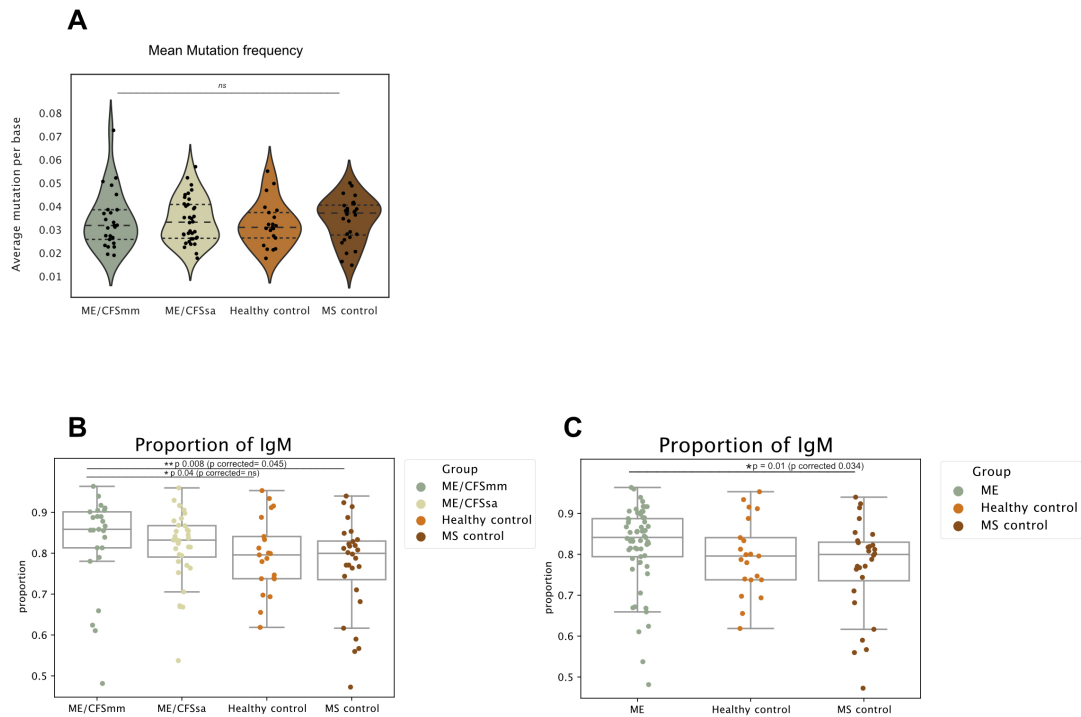 A
Mean Mutation frequency
ns
Average mutation per base
0.08
0.07
0.06
0.05
0.04
0.03
0.02
0.01
ME/CFSmm ME/CFSsa Healthy control MS control
B
Proportion of IgM
**p 0.008 (p corrected= 0.045)
*p 0.04 (p corrected= ns)
proportion
0.9
0.8
0.7
0.6
0.5
ME/CFSmm ME/CFSsa Healthy control MS control
Group
ME/CFSmm
ME/CFSsa
Healthy control
MS control
C
Proportion of IgM
*p = 0.01 (p corrected 0.034)
proportion
0.9
0.8
0.7
0.6
0.5
ME Healthy control MS control
Group
ME
Healthy control
MS control